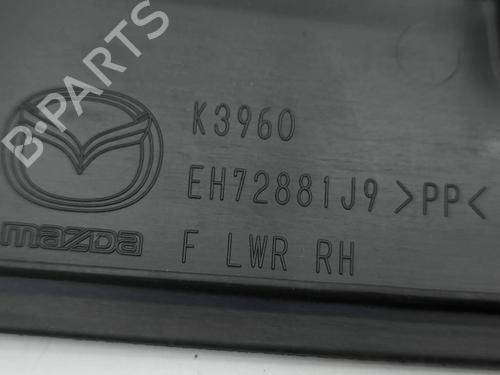 B-PARTS
K3960
EH72881J9 >PP<
mazda F LWR RH